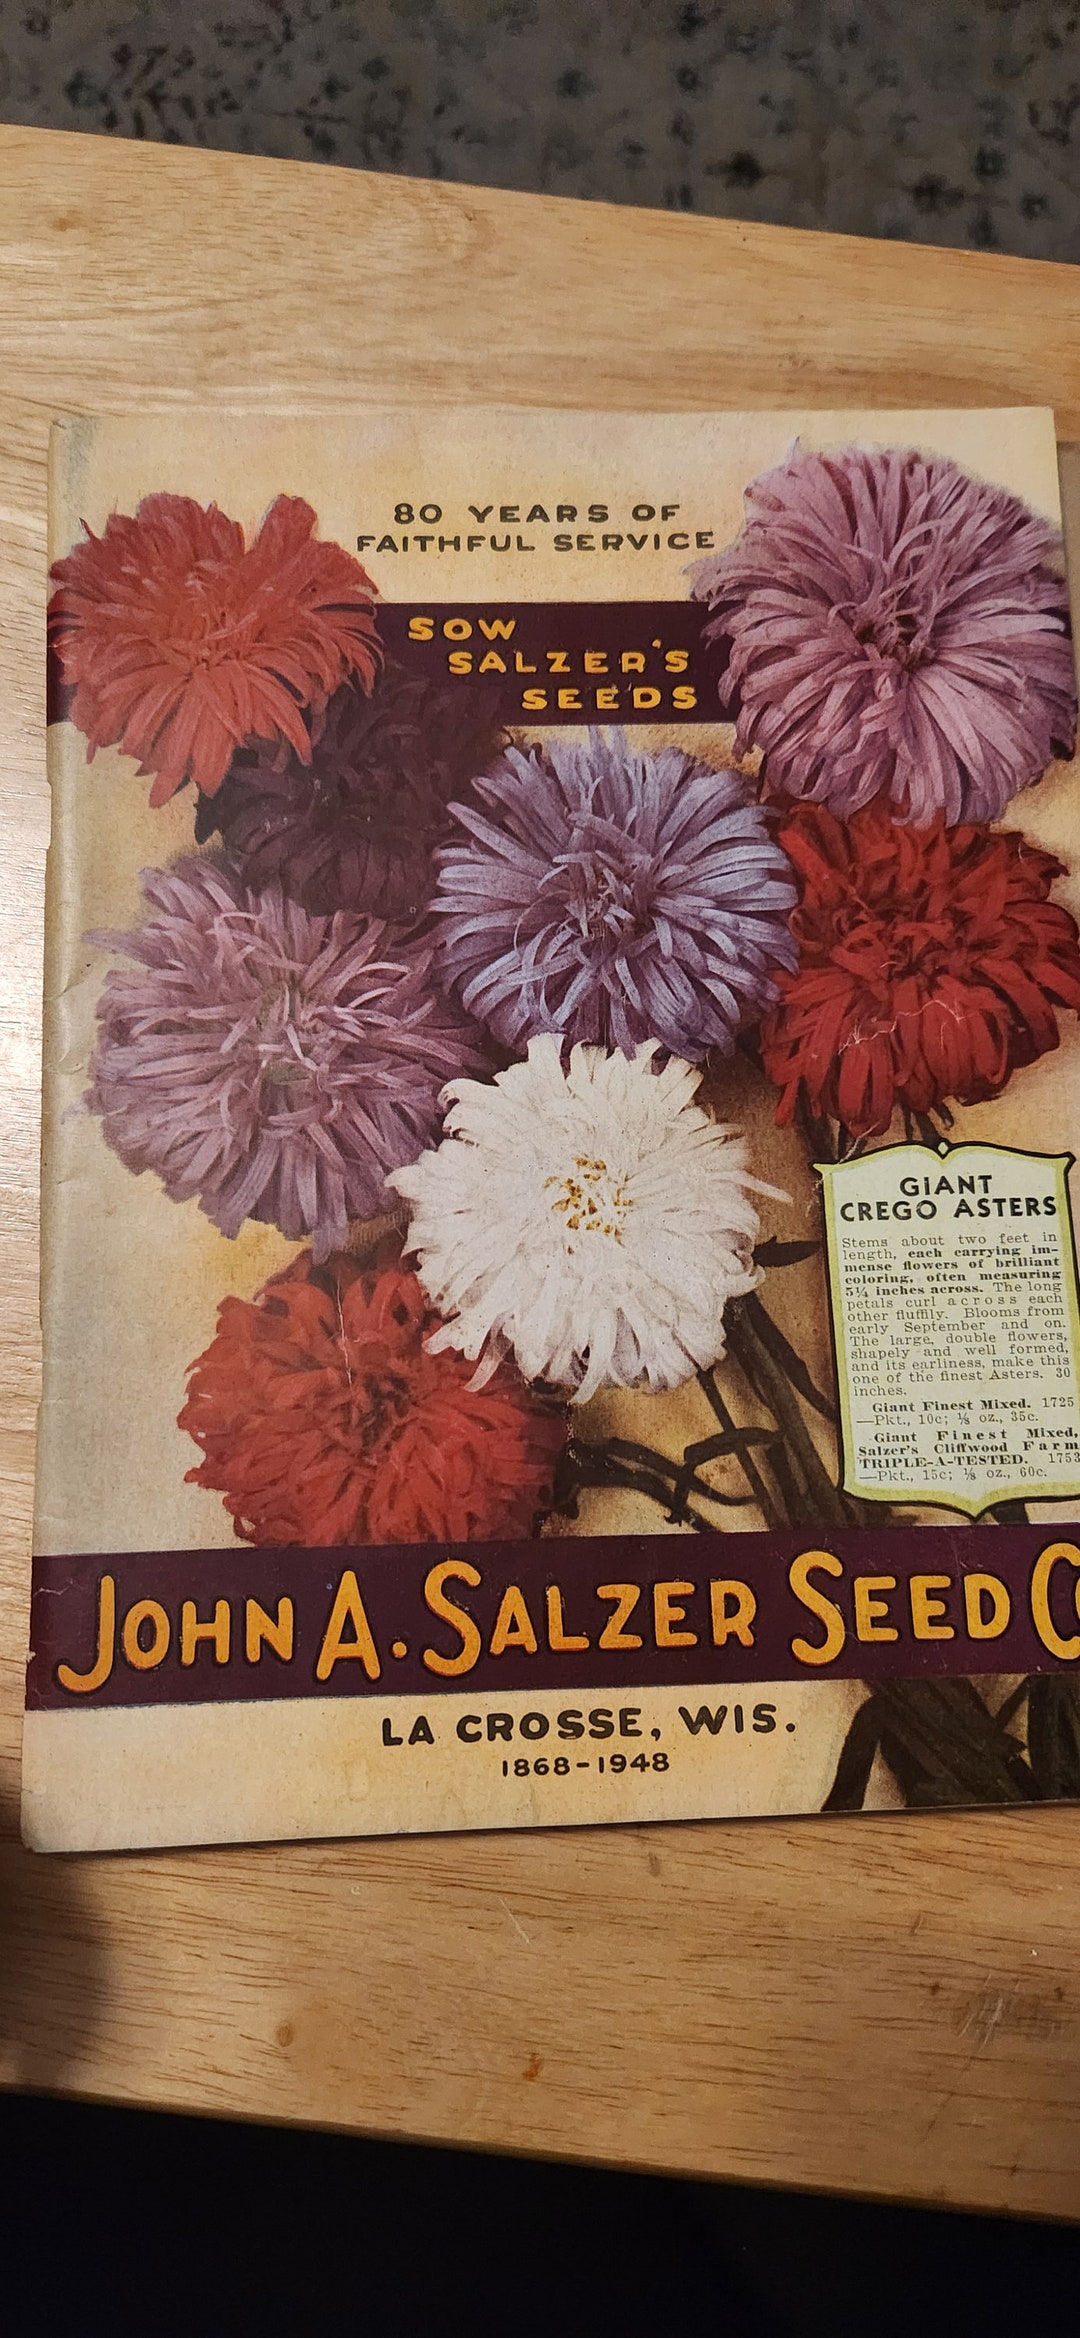 80 YEARS OF
FAITHFUL SERVICE
SOW
SALZER'S
SEEDS
GIANT
CREGO ASTERS
Stems about two feet in
length, each carrying im-
mense flowers of brilliant
coloring, often measuring
5¼ inches across. The long
petals curl across each
other fluffily. Blooms from
early September and on.
The large, double flowers,
shapely and well formed,
and its earliness, make this
one of the finest Asters. 30
inches.
Giant Finest Mixed. 1725
—Pkt., 10c; ⅛ oz., 35c.
Giant Finest Mixed,
Salzer's Cliffwood Farm
TRIPLE-A-TESTED. 1753
—Pkt., 15c; ⅛ oz., 60c.
JOHN A. SALZER SEED
LA CROSSE, WIS.
1868-1948